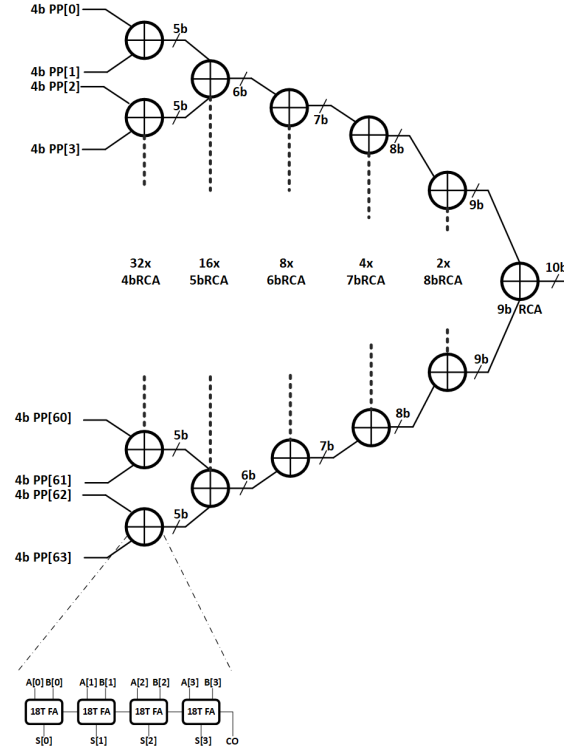 4b PP[0]
5b
4b PP[1]
4b PP[2]
6b
5b
7b
4b PP[3]
8b
9b
32x 16x 8x 4x 2x
4bRCA 5bRCA 6bRCA 7bRCA 8bRCA
10b
9b RCA
9b
4b PP[60]
8b
5b
7b
4b PP[61]
6b
4b PP[62]
5b
4b PP[63]
A[0] B[0] A[1] B[1] A[2] B[2] A[3] B[3]
18T FA 18T FA 18T FA 18T FA
S[0] S[1] S[2] S[3] CO